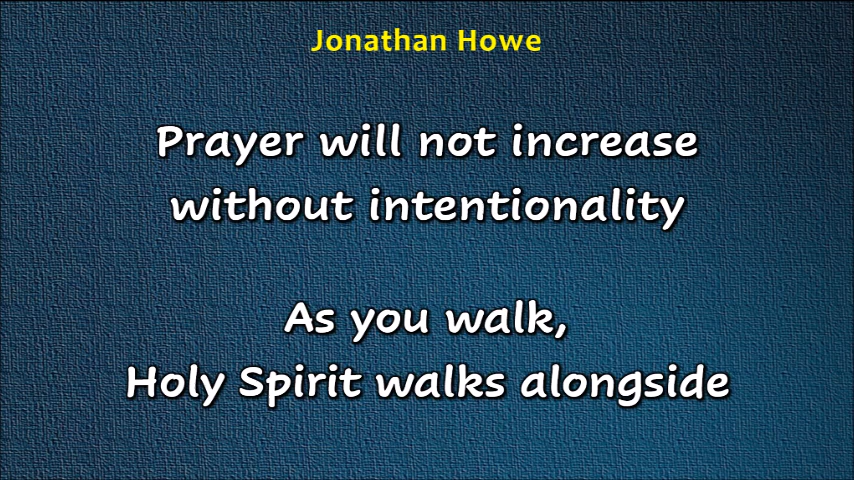 Jonathan Howe
Prayer will not increase
without intentionality
As you walk,
Holy Spirit walks alongside